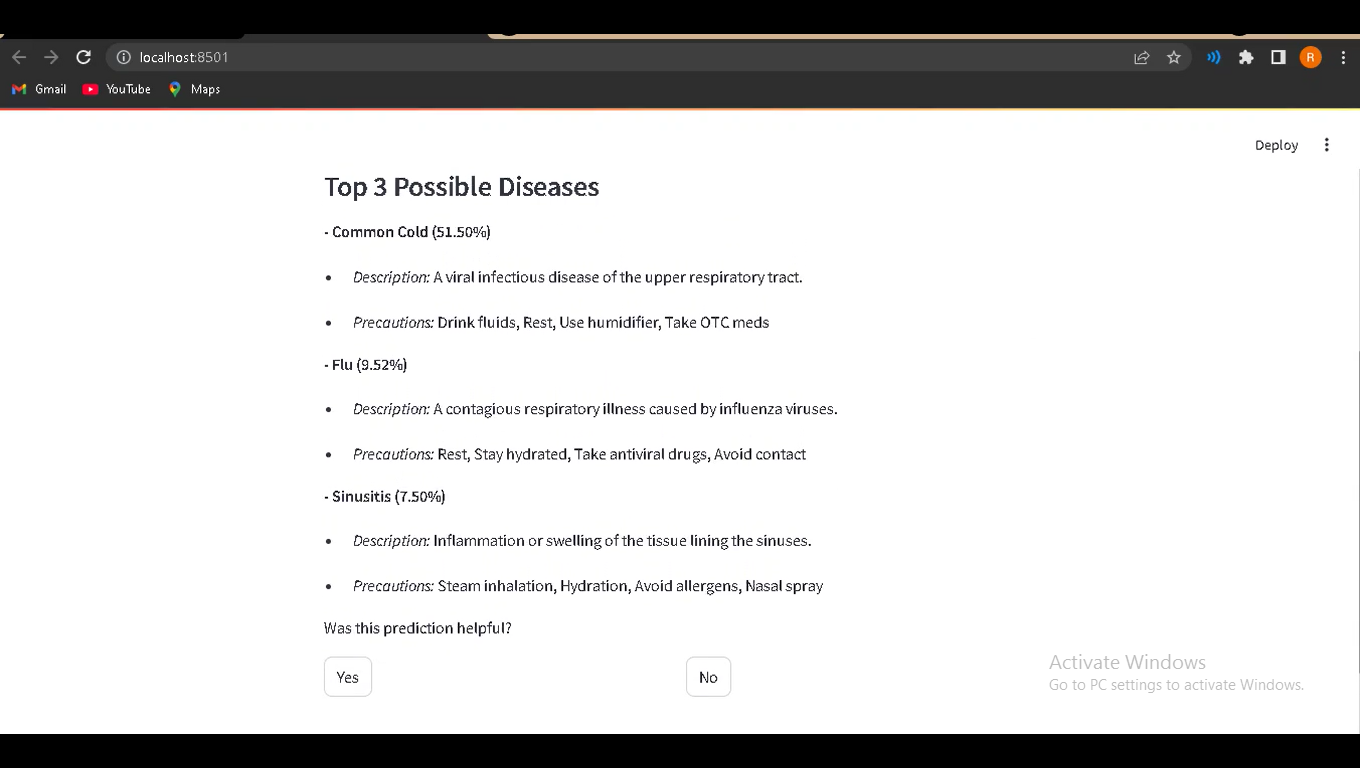 localhost:8501
R
Gmail
YouTube
Maps
Deploy
Top 3 Possible Diseases
- Common Cold (51.50%)
• Description: A viral infectious disease of the upper respiratory tract.
• Precautions: Drink fluids, Rest, Use humidifier, Take OTC meds
- Flu (9.52%)
• Description: A contagious respiratory illness caused by influenza viruses.
• Precautions: Rest, Stay hydrated, Take antiviral drugs, Avoid contact
- Sinusitis (7.50%)
• Description: Inflammation or swelling of the tissue lining the sinuses.
• Precautions: Steam inhalation, Hydration, Avoid allergens, Nasal spray
Was this prediction helpful?
Yes
No
Activate Windows
Go to PC settings to activate Windows.